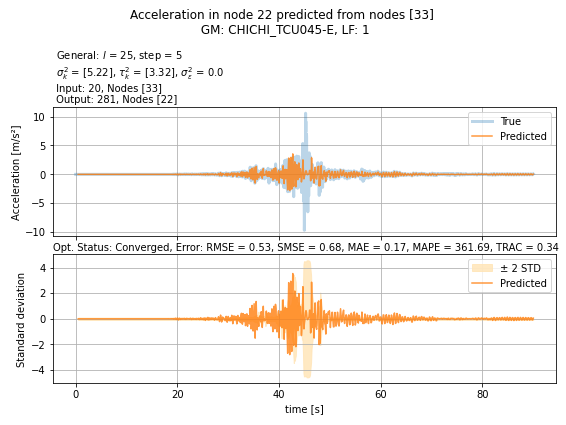 Acceleration in node 22 predicted from nodes [33]
GM: CHICHI_TCU045-E, LF: 1
General: l = 25, step = 5
σ²ₖ = [5.22], τ²ₖ = [3.32], σ²ε = 0.0
Input: 20, Nodes [33]
Output: 281, Nodes [22]
Acceleration [m/s²]
10
5
0
−5
−10
True
Predicted
Opt. Status: Converged, Error: RMSE = 0.53, SMSE = 0.68, MAE = 0.17, MAPE = 361.69, TRAC = 0.34
Standard deviation
4
2
0
−2
−4
± 2 STD
Predicted
0 20 40 60 80
time [s]